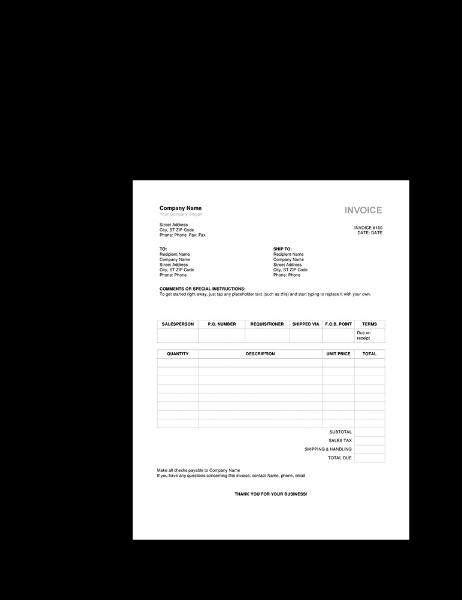 Company Name
Your Company Slogan
INVOICE
Street Address
City, ST ZIP Code
Phone: Phone Fax: Fax
INVOICE #100
DATE: DATE
TO:
Recipient Name
Company Name
Street Address
City, ST ZIP Code
Phone: Phone
SHIP TO:
Recipient Name
Company Name
Street Address
City, ST ZIP Code
Phone: Phone
COMMENTS OR SPECIAL INSTRUCTIONS:
To get started right away, just tap any placeholder text (such as this) and start typing to replace it with your own.
SALESPERSON P.O. NUMBER REQUISITIONER SHIPPED VIA F.O.B. POINT TERMS
Due on
receipt
QUANTITY DESCRIPTION UNIT PRICE TOTAL
SUBTOTAL
SALES TAX
SHIPPING & HANDLING
TOTAL DUE
Make all checks payable to Company Name
If you have any questions concerning this invoice, contact Name, phone, email
THANK YOU FOR YOUR BUSINESS!